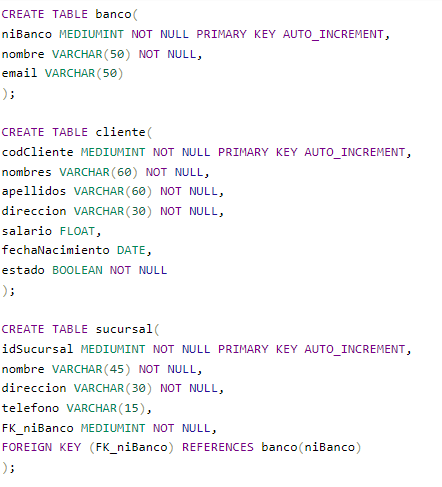 CREATE TABLE banco(
niBanco MEDIUMINT NOT NULL PRIMARY KEY AUTO_INCREMENT,
nombre VARCHAR(50) NOT NULL,
email VARCHAR(50)
);
CREATE TABLE cliente(
codCliente MEDIUMINT NOT NULL PRIMARY KEY AUTO_INCREMENT,
nombres VARCHAR(60) NOT NULL,
apellidos VARCHAR(60) NOT NULL,
direccion VARCHAR(30) NOT NULL,
salario FLOAT,
fechaNacimiento DATE,
estado BOOLEAN NOT NULL
);
CREATE TABLE sucursal(
idSucursal MEDIUMINT NOT NULL PRIMARY KEY AUTO_INCREMENT,
nombre VARCHAR(45) NOT NULL,
direccion VARCHAR(30) NOT NULL,
telefono VARCHAR(15),
FK_niBanco MEDIUMINT NOT NULL,
FOREIGN KEY (FK_niBanco) REFERENCES banco(niBanco)
);